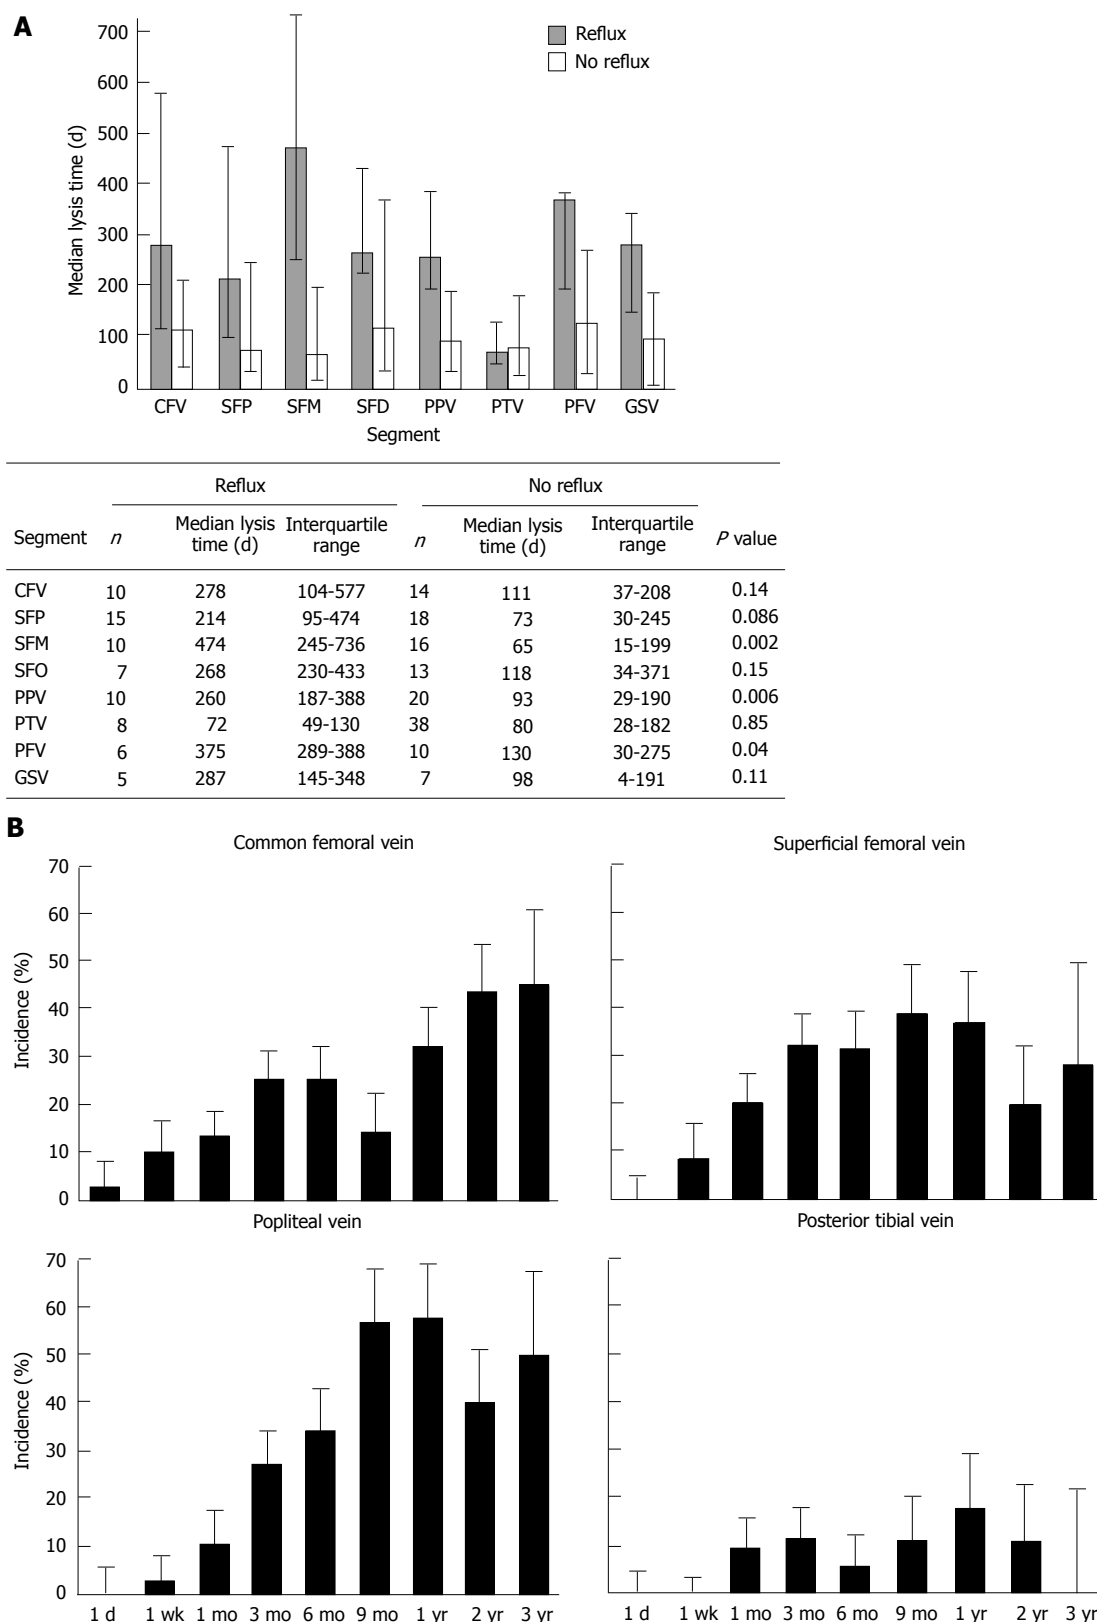 A
Reflux
No reflux
Median lysis time (d)
700
600
500
400
300
200
100
0
CFV SFP SFM SFD PPV PTV PFV GSV
Segment
Reflux No reflux
Segment n Median lysis time (d) Interquartile range n Median lysis time (d) Interquartile range P value
CFV 10 278 104-577 14 111 37-208 0.14
SFP 15 214 95-474 18 73 30-245 0.086
SFM 10 474 245-736 16 65 15-199 0.002
SFO 7 268 230-433 13 118 34-371 0.15
PPV 10 260 187-388 20 93 29-190 0.006
PTV 8 72 49-130 38 80 28-182 0.85
PFV 6 375 289-388 10 130 30-275 0.04
GSV 5 287 145-348 7 98 4-191 0.11
B
Common femoral vein
Incidence (%)
70
60
50
40
30
20
10
0
Superficial femoral vein
Popliteal vein
Incidence (%)
70
60
50
40
30
20
10
0
1 d 1 wk 1 mo 3 mo 6 mo 9 mo 1 yr 2 yr 3 yr
Posterior tibial vein
1 d 1 wk 1 mo 3 mo 6 mo 9 mo 1 yr 2 yr 3 yr